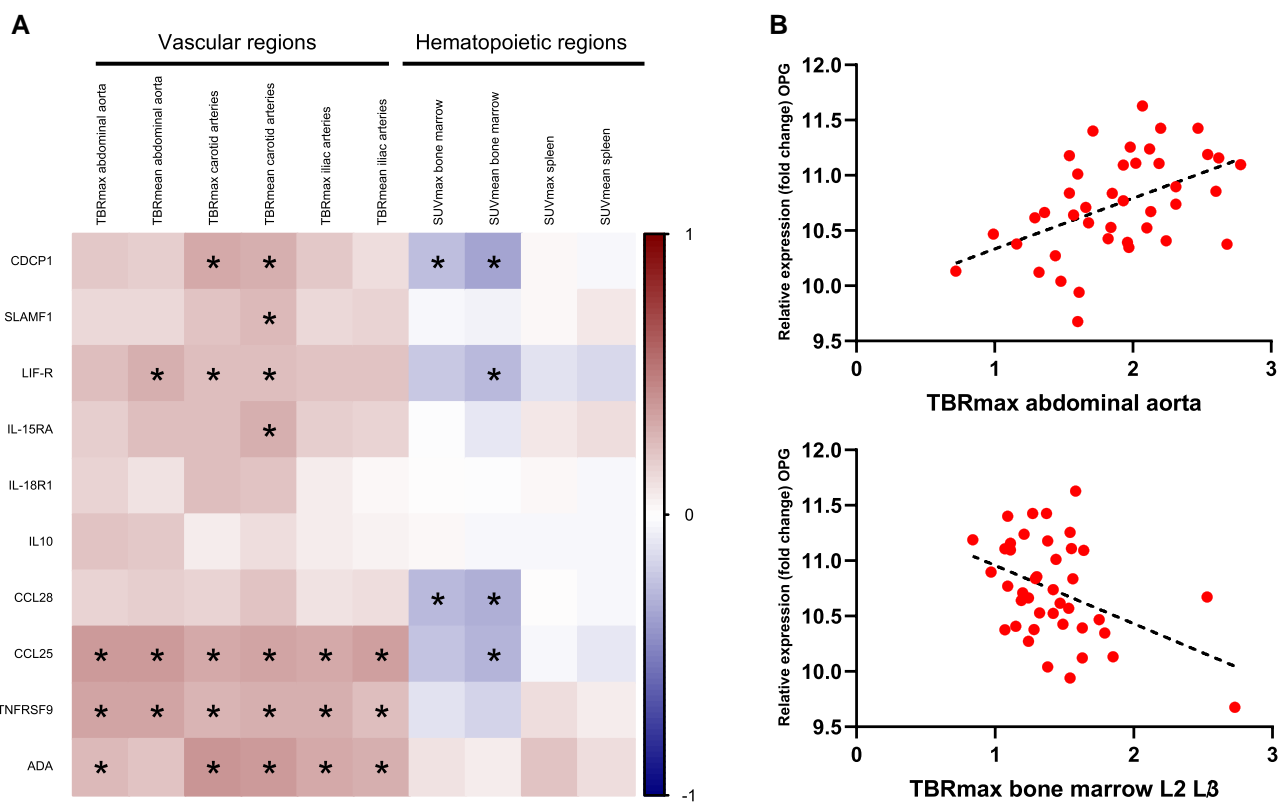 A
B
Vascular regions
Hematopoietic regions
TBRmax abdominal aorta
TBRmean abdominal aorta
TBRmax carotid arteries
TBRmean carotid arteries
TBRmax iliac arteries
TBRmean iliac arteries
SUVmax bone marrow
SUVmean bone marrow
SUVmax spleen
SUVmean spleen
CDCP1 * * * *
SLAMF1 *
LIF-R * * * *
IL-15RA *
IL-18R1
IL10
CCL28 * *
CCL25 * * * * * * *
TNFRSF9 * * * * * *
ADA * * * * *
1
0
-1
Relative expression (fold change) OPG
12.0
11.5
11.0
10.5
10.0
9.5
0 1 2 3
TBRmax abdominal aorta
Relative expression (fold change) OPG
12.0
11.5
11.0
10.5
10.0
9.5
0 1 2 3
TBRmax bone marrow L2 Lß